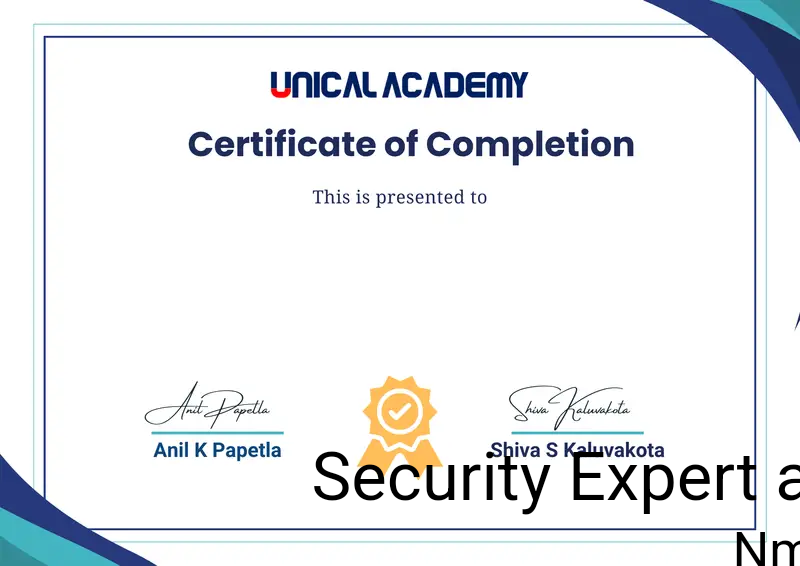 UNICAL ACADEMY
Certificate of Completion
This is presented to
Anil Papetla
Shiva Kaluvakota
Anil K Papetla
Shiva S Kaluvakota
Security Expert a
Nm